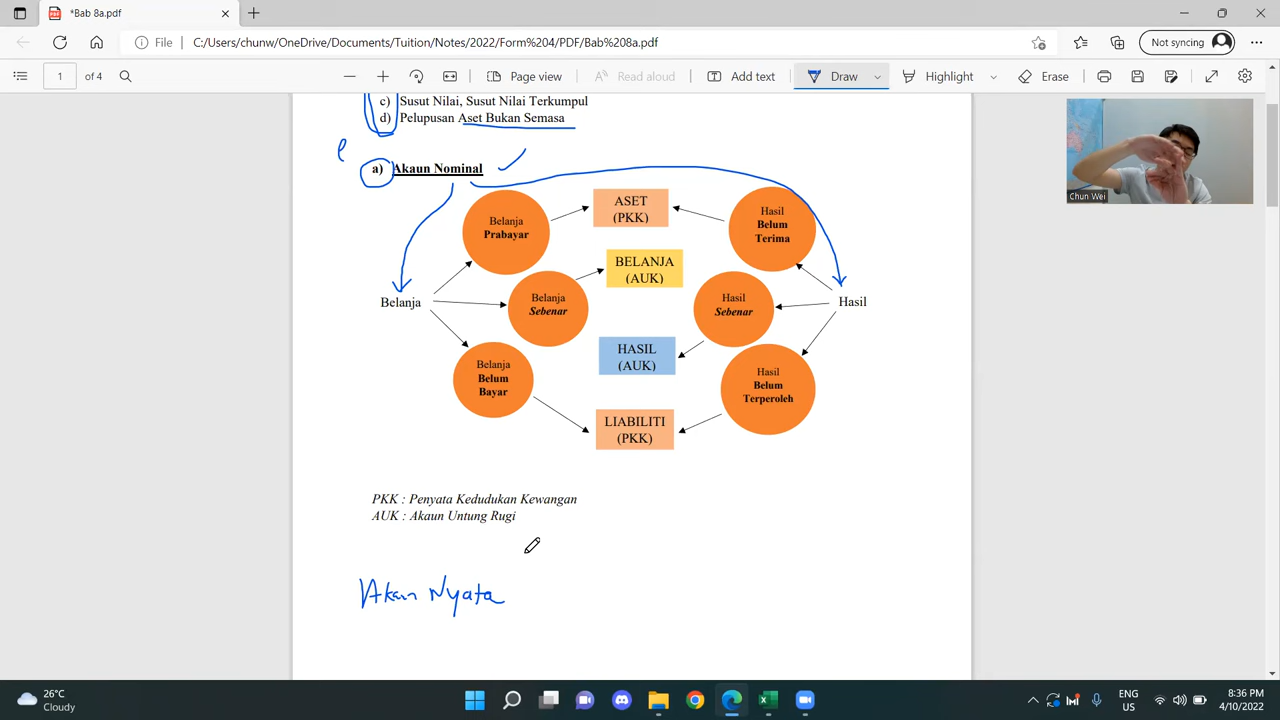 *Bab 8a.pdf
File
C:/Users/chunw/OneDrive/Documents/Tuition/Notes/2022/Form%204/PDF/Bab%208a.pdf
Not syncing
1 of 4
Page view
Read aloud
Add text
Draw
Highlight
Erase
c) Susut Nilai, Susut Nilai Terkumpul
d) Pelupusan Aset Bukan Semasa
a) Akaun Nominal
Belanja
Prabayar
ASET
(PKK)
Hasil
Belum
Terima
BELANJA
(AUK)
Belanja
Belanja
Sebenar
Hasil
Sebenar
Hasil
HASIL
(AUK)
Belanja
Belum
Bayar
Hasil
Belum
Terperoleh
LIABILITI
(PKK)
PKK : Penyata Kedudukan Kewangan
AUK : Akaun Untung Rugi
Akaun Nyata
Chun Wei
26°C
Cloudy
ENG
US
8:36 PM
4/10/2022